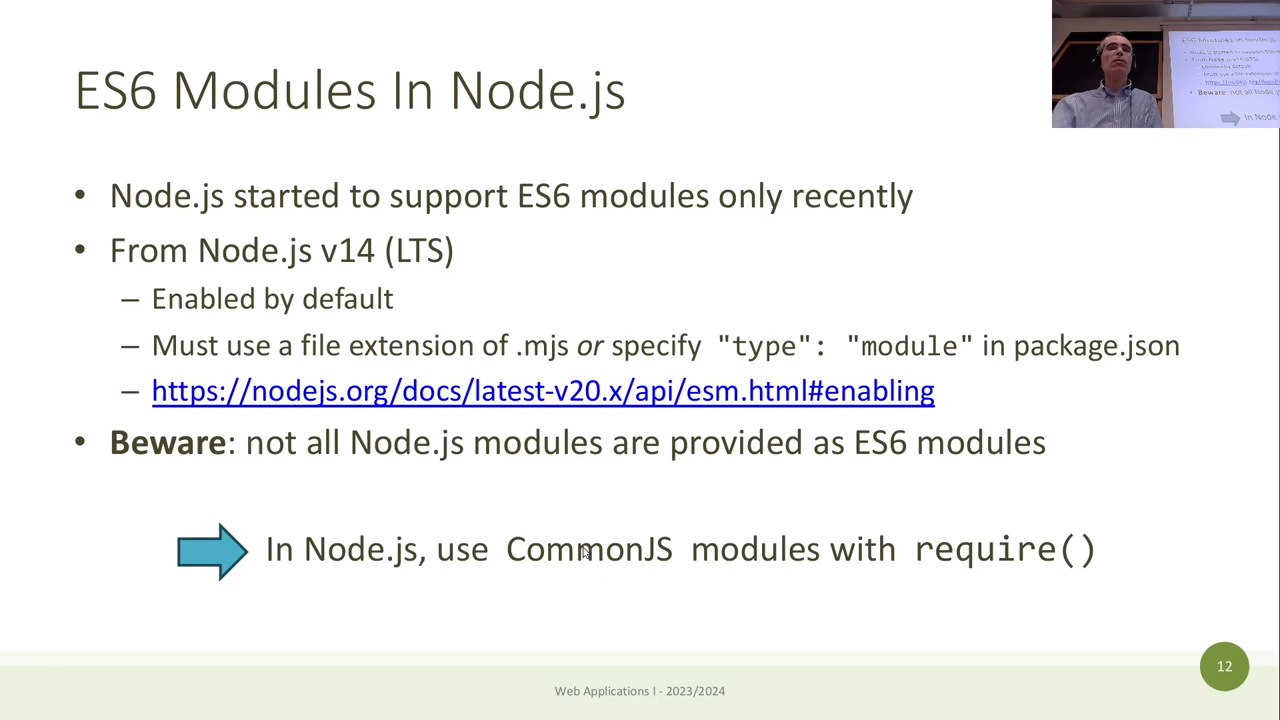 ES6 Modules In Node.js
• Node.js started to support ES6 modules only recently
• From Node.js v14 (LTS)
– Enabled by default
– Must use a file extension of .mjs or specify "type": "module" in package.json
– https://nodejs.org/docs/latest-v20.x/api/esm.html#enabling
• Beware: not all Node.js modules are provided as ES6 modules
In Node.js, use CommonJS modules with require()
12
Web Applications I - 2023/2024